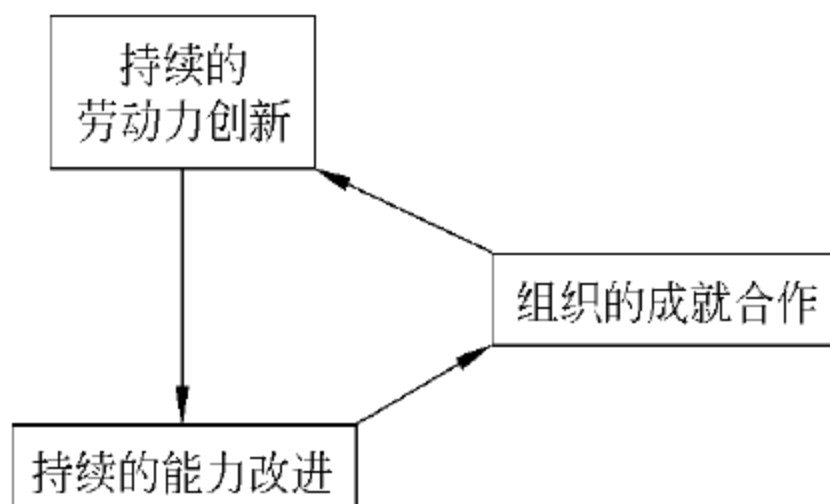 持续的
劳动力创新
组织的成就合作
持续的能力改进